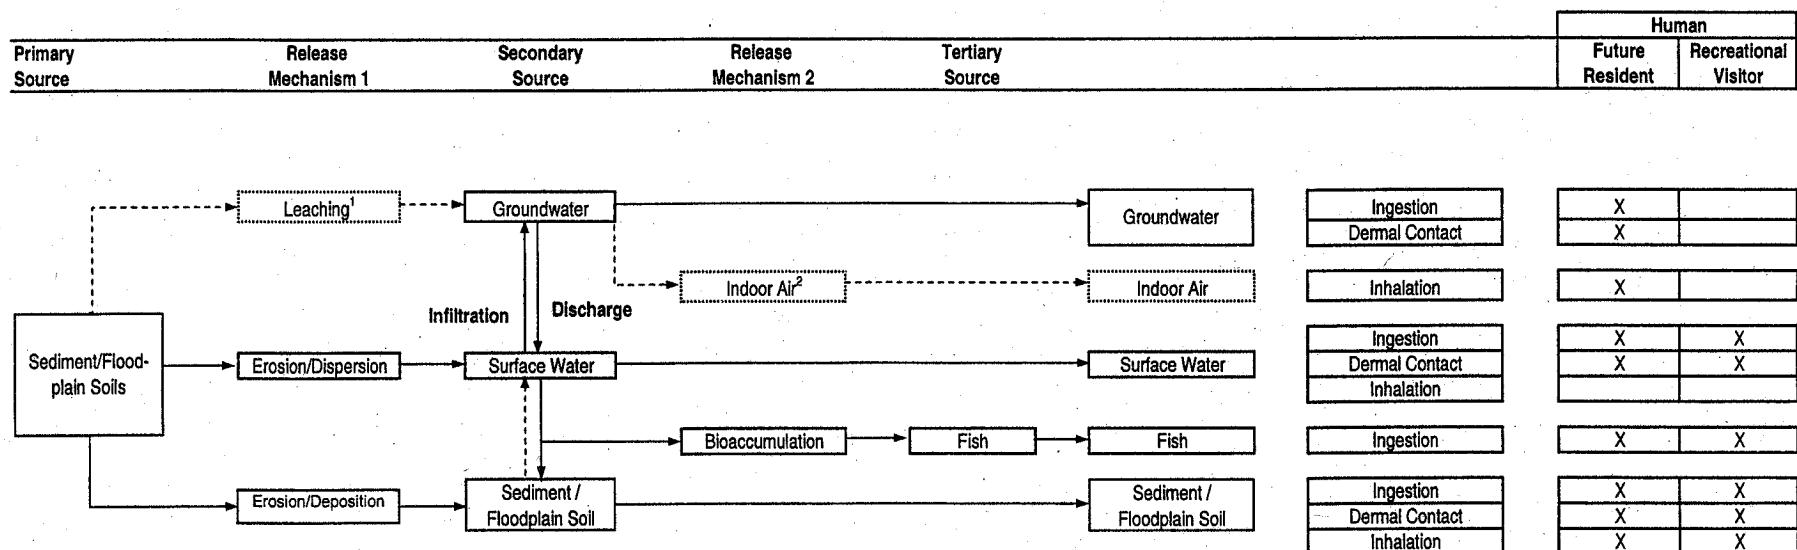 Human
Primary Release Secondary Release Tertiary Future Recreational
Source Mechanism 1 Source Mechanism 2 Source Resident Visitor
Leaching¹ Groundwater Groundwater Ingestion X
Dermal Contact X
Indoor Air² Indoor Air Inhalation X
Infiltration Discharge
Sediment/Flood-
plain Soils
Erosion/Dispersion Surface Water Surface Water
Ingestion X X
Dermal Contact X X
Inhalation
Bioaccumulation Fish Fish Ingestion X X
Erosion/Deposition
Sediment /
Floodplain Soil
Sediment /
Floodplain Soil
Ingestion X X
Dermal Contact X X
Inhalation X X